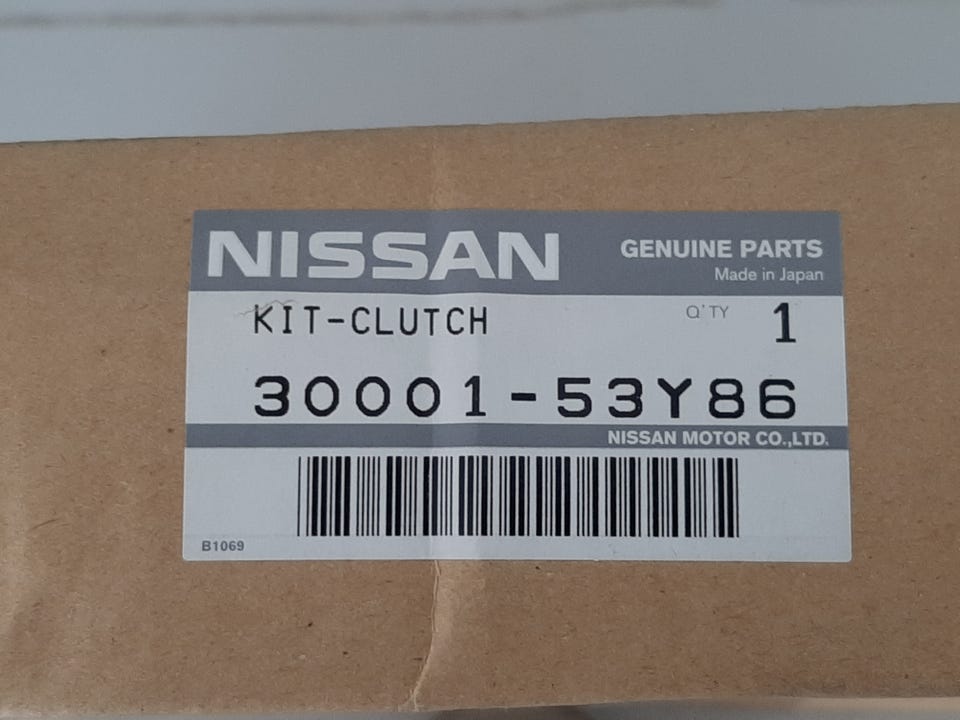 NISSAN
GENUINE PARTS
Made in Japan
KIT-CLUTCH
Q'TY 1
30001-53Y86
NISSAN MOTOR CO.,LTD.
B1069